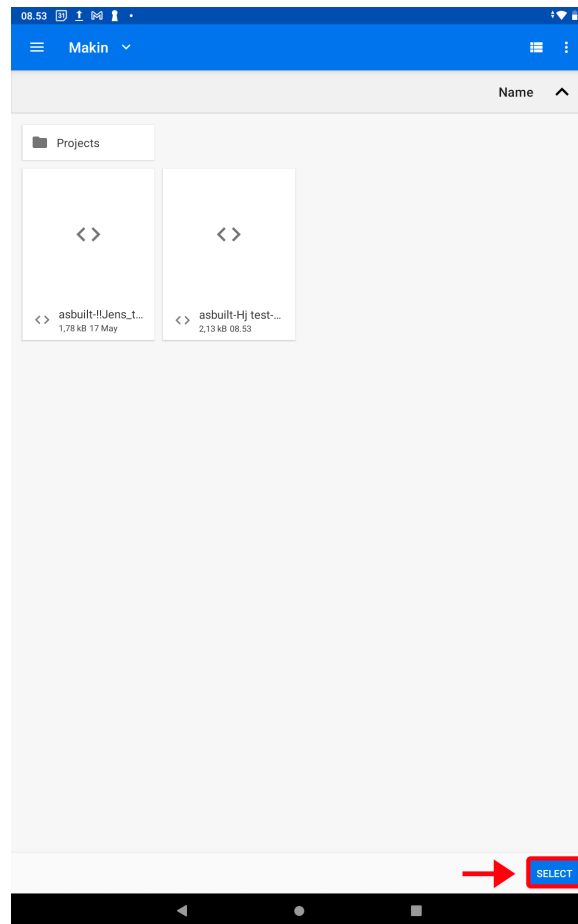 08.53 31
Makin
Name
Projects
asbuilt-!!Jens_t...
1,78 kB 17 May
asbuilt-Hj test-...
2,13 kB 08.53
SELECT